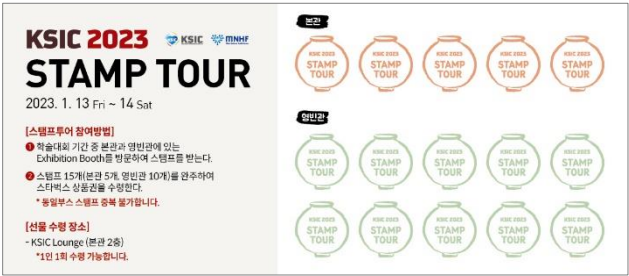 KSIC 2023
KSIC
MNHF
STAMP TOUR
2023. 1. 13 Fri ~ 14 Sat
[스탬프투어 참여방법]
1 학술대회 기간 중 본관과 영빈관에 있는
Exhibition Booth를 방문하여 스탬프를 받는다.
2 스탬프 15개(본관 5개, 영빈관 10개)를 완주하여
스타벅스 상품권을 수령한다.
* 동일부스 스탬프 중복 불가합니다.
[선물 수령 장소]
- KSIC Lounge (본관 2층)
*1인 1회 수령 가능합니다.
본관
KSIC 2023 KSIC 2023 KSIC 2023 KSIC 2023 KSIC 2023
STAMP STAMP STAMP STAMP STAMP
TOUR TOUR TOUR TOUR TOUR
영빈관
KSIC 2023 KSIC 2023 KSIC 2023 KSIC 2023 KSIC 2023
STAMP STAMP STAMP STAMP STAMP
TOUR TOUR TOUR TOUR TOUR
KSIC 2023 KSIC 2023 KSIC 2023 KSIC 2023 KSIC 2023
STAMP STAMP STAMP STAMP STAMP
TOUR TOUR TOUR TOUR TOUR